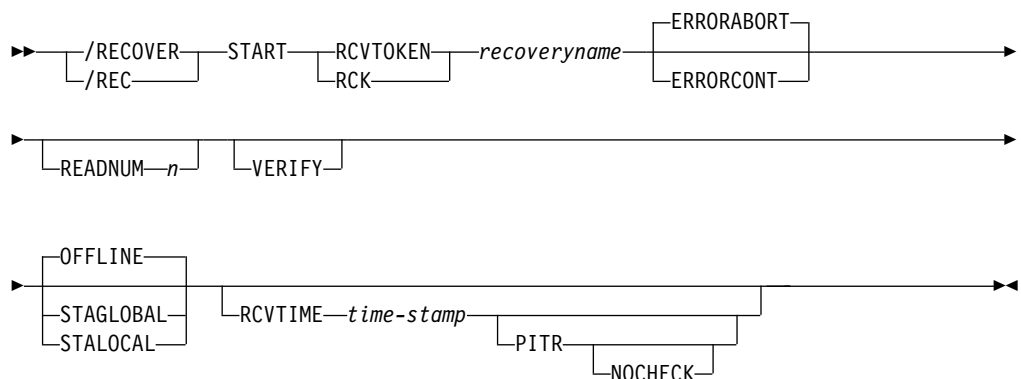 ERRORABORT
/RECOVER START RCVTOKEN recoveryname
/REC RCK ERRORCONT
READNUM n VERIFY
OFFLINE
STAGLOBAL RCVTIME time-stamp
STALOCAL PITR
NOCHECK